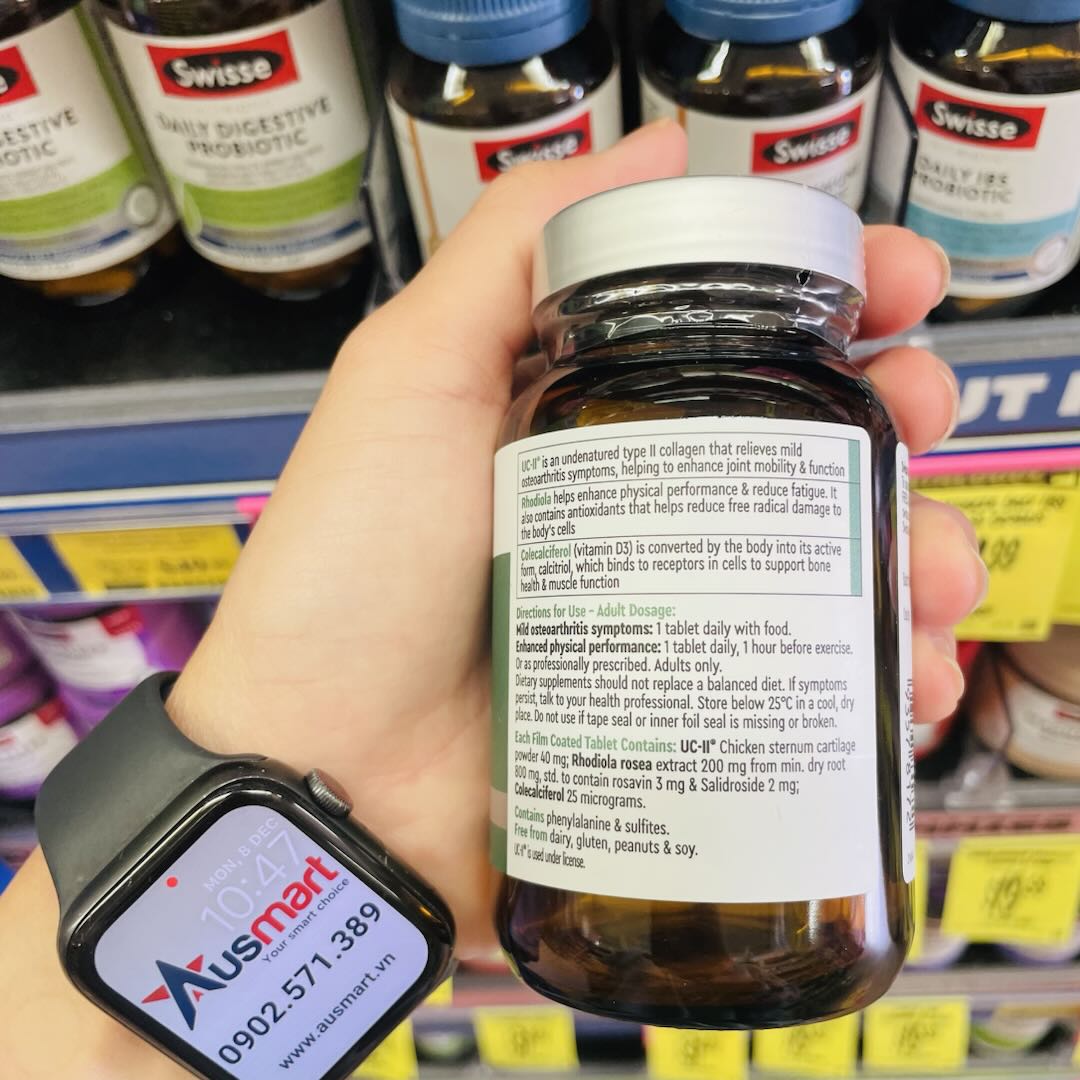 Swisse
DAILY DIGESTIVE
PROBIOTIC
Swisse
Swisse
Swisse
DAILY IBS
PROBIOTIC
UC-II® is an undenatured type II collagen that relieves mild
osteoarthritis symptoms, helping to enhance joint mobility & function
Rhodiola helps enhance physical performance & reduce fatigue. It
also contains antioxidants that helps reduce free radical damage to
the body's cells
Colecalciferol (vitamin D3) is converted by the body into its active
form, calcitriol, which binds to receptors in cells to support bone
health & muscle function
Directions for Use - Adult Dosage:
Mild osteoarthritis symptoms: 1 tablet daily with food.
Enhanced physical performance: 1 tablet daily, 1 hour before exercise.
Or as professionally prescribed. Adults only.
Dietary supplements should not replace a balanced diet. If symptoms
persist, talk to your health professional. Store below 25°C in a cool, dry
place. Do not use if tape seal or inner foil seal is missing or broken.
Each Film Coated Tablet Contains: UC-II® Chicken sternum cartilage
powder 40 mg; Rhodiola rosea extract 200 mg from min. dry root
800 mg, std. to contain rosavin 3 mg & Salidroside 2 mg;
Colecalciferol 25 micrograms.
Contains phenylalanine & sulfites.
Free from dairy, gluten, peanuts & soy.
UC-II® is used under license.
MON, 8 DEC
10:47
Ausmart
Your smart choice
0902.571.389
www.ausmart.vn